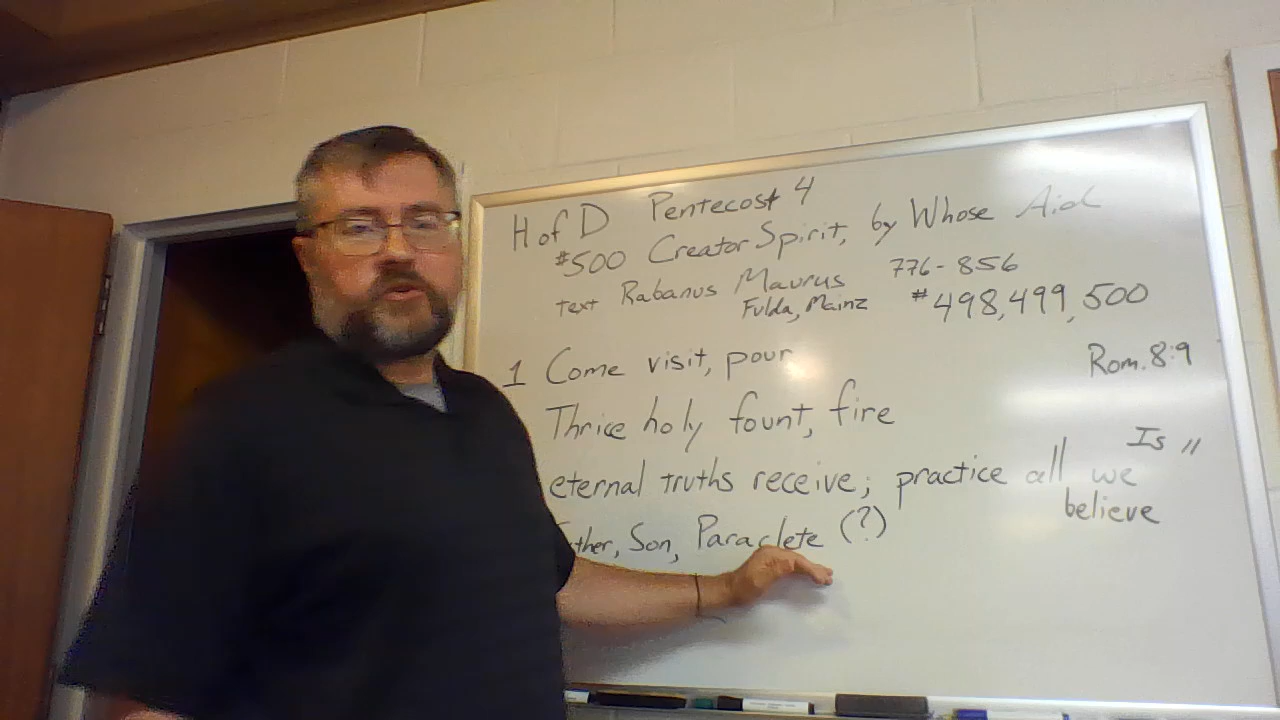 H of D Pentecost 4
#500 Creator Spirit, by Whose Aid
Text Rabanus Maurus 776-856
Fulda, Mainz #498, 499, 500
1 Come visit, pour Rom. 8:9
Thrice holy fount, fire
Is 11
eternal truths receive; practice all we
believe
ther, Son, Paraclete (?)